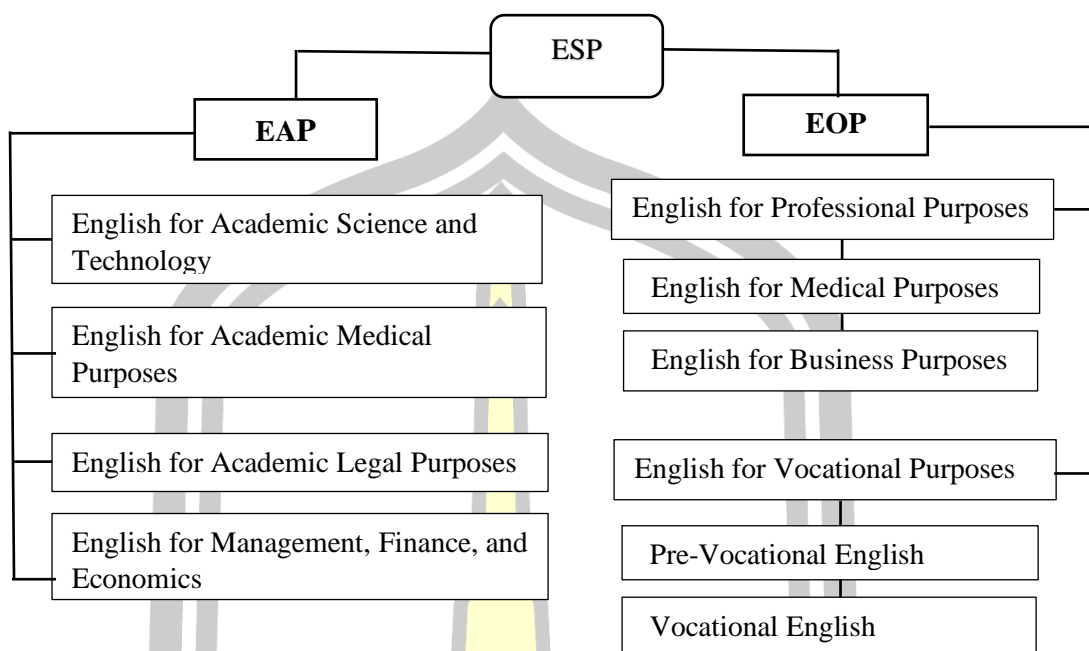 ESP
EAP
EOP
English for Academic Science and
Technology
English for Academic Medical
Purposes
English for Academic Legal Purposes
English for Management, Finance, and
Economics
English for Professional Purposes
English for Medical Purposes
English for Business Purposes
English for Vocational Purposes
Pre-Vocational English
Vocational English